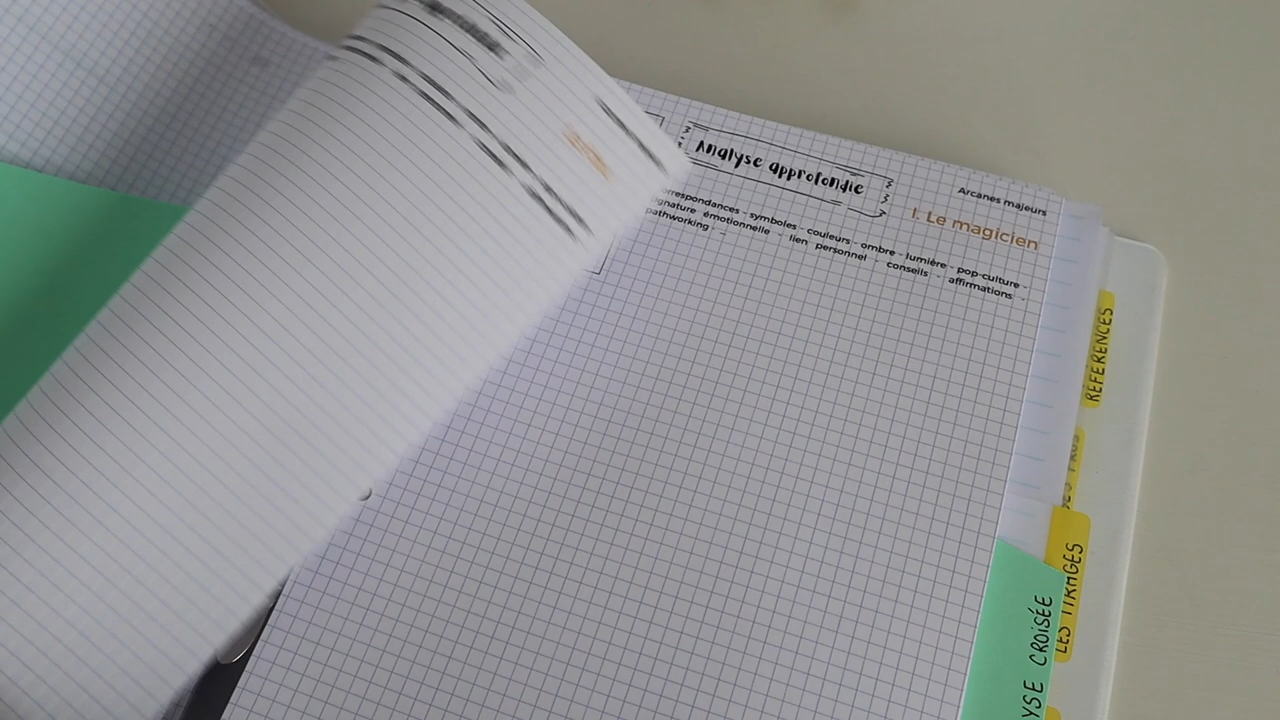 Analyse approfondie
Arcanes majeurs
I. Le magicien
correspondances - symboles - couleurs - ombre - lumière - pop-culture -
signature émotionnelle - lien personnel - conseils - affirmations -
pathworking - ...
RÉFÉRENCES
LES TIRAGES
YSE CROISÉE